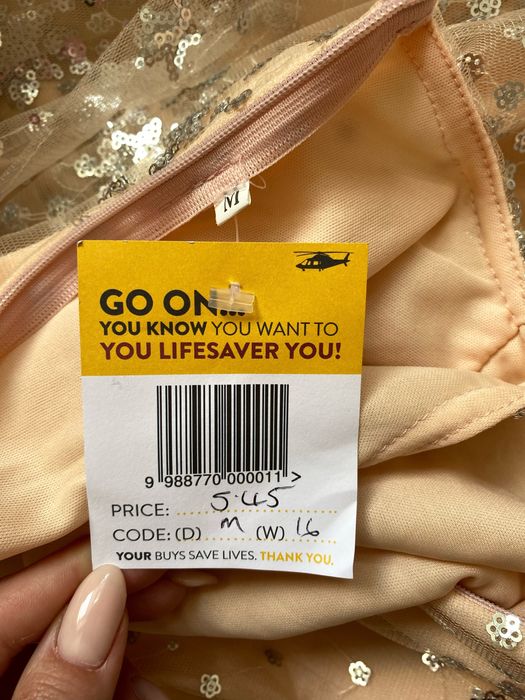 M
GO ON...
YOU KNOW YOU WANT TO
YOU LIFESAVER YOU!
9 988770 000011 >
PRICE: 5.45
CODE: (D) M (W) 16
YOUR BUYS SAVE LIVES. THANK YOU.